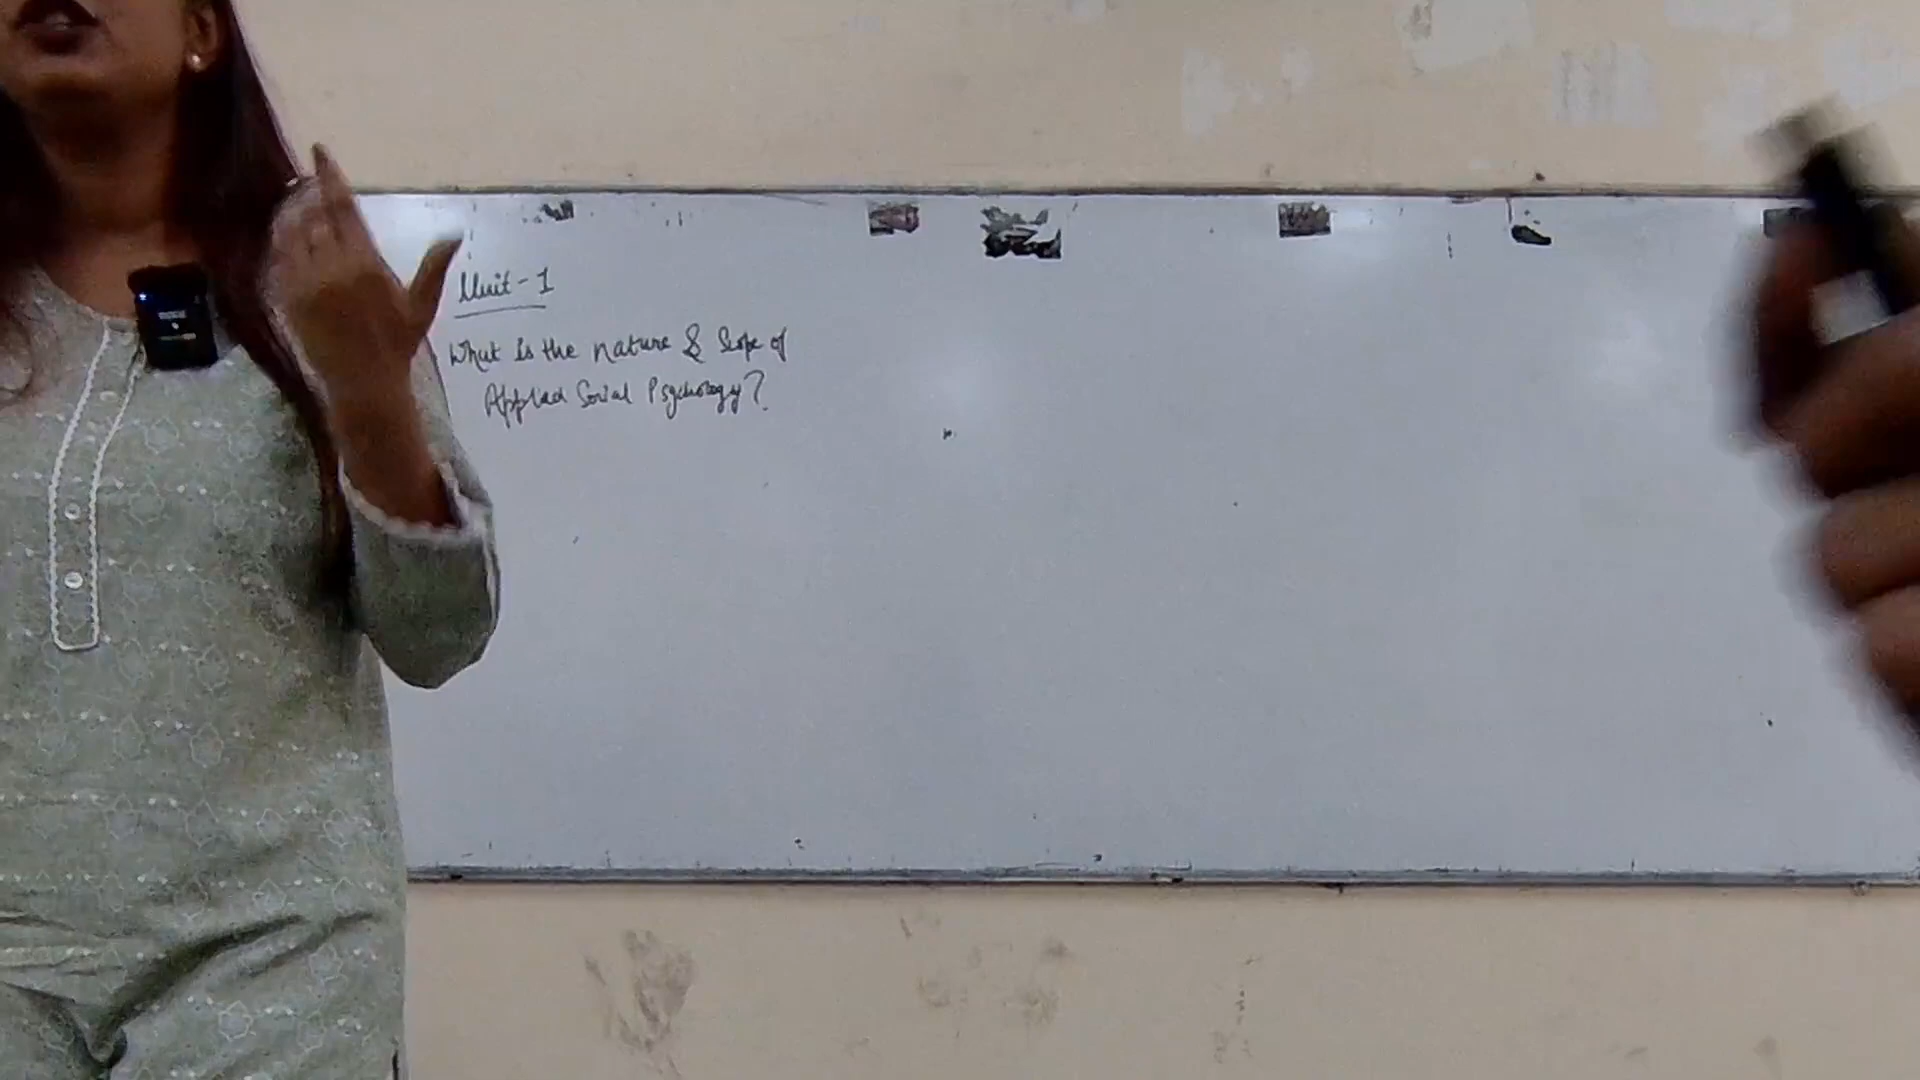 Unit-1
What is the nature & Scope of
Applied Social Psychology?